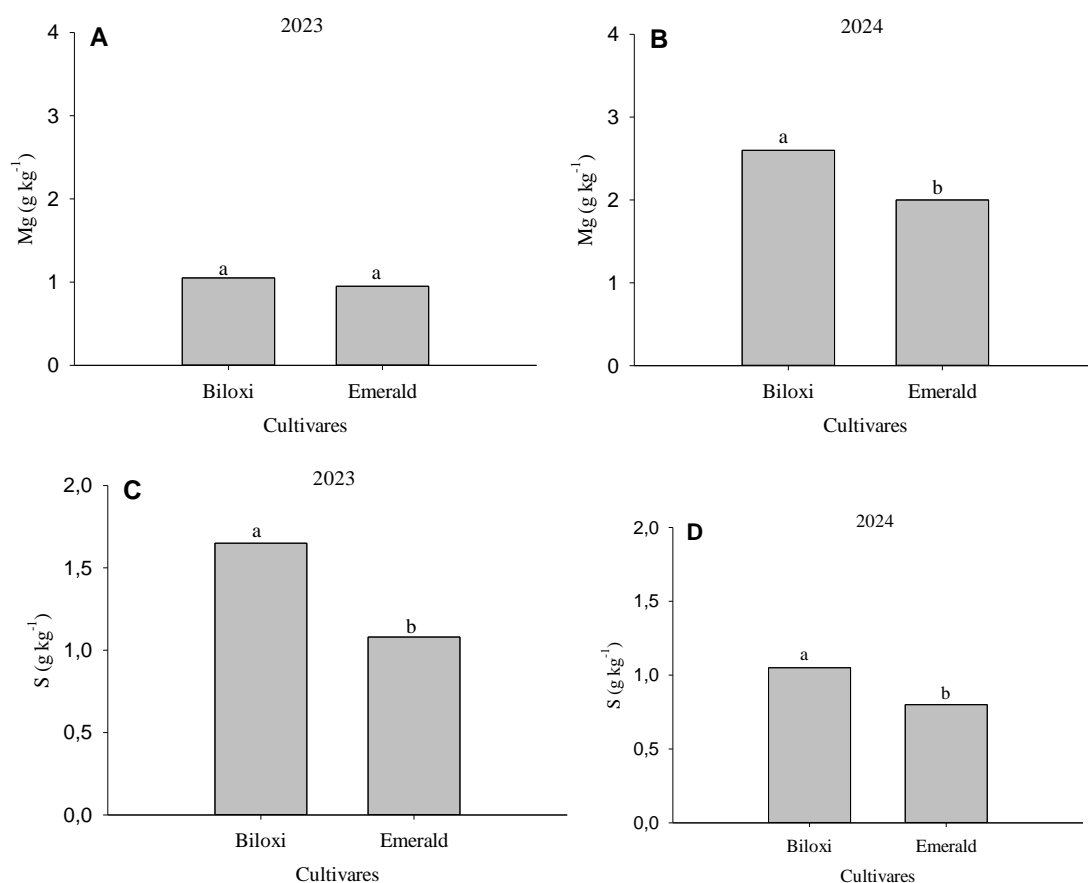 A
2023
4
3
2
1
0
Mg (g kg⁻¹)
a
a
Biloxi
Emerald
Cultivares
B
2024
4
3
2
1
0
Mg (g kg⁻¹)
a
b
Biloxi
Emerald
Cultivares
C
2023
2,0
1,5
1,0
0,5
0,0
S (g kg⁻¹)
a
b
Biloxi
Emerald
Cultivares
D
2024
2,0
1,5
1,0
0,5
0,0
S (g kg⁻¹)
a
b
Biloxi
Emerald
Cultivares